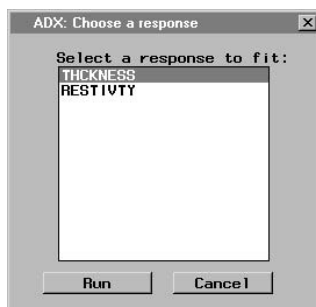 ADX: Choose a response
Select a response to fit:
THCKNESS
RESTIVTY
Run
Cancel